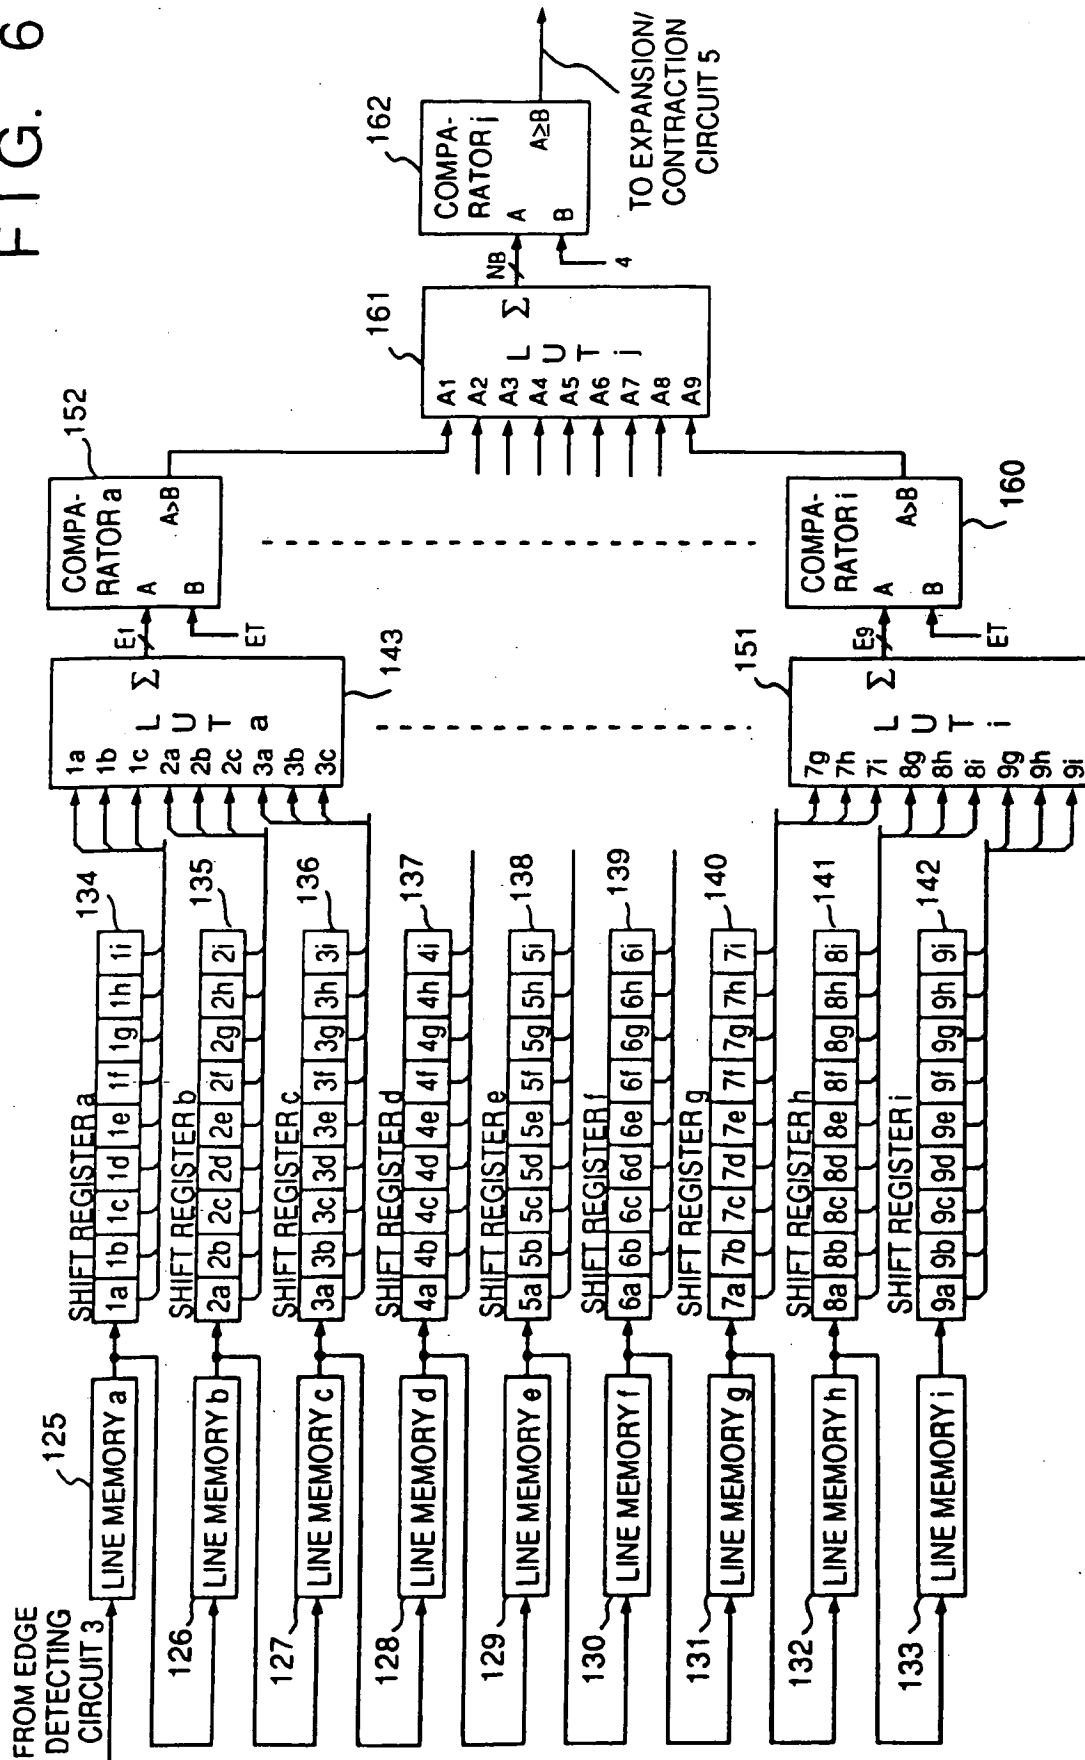 FIG. 6
FROM EDGE
DETECTING
CIRCUIT 3
125
LINE MEMORY a
126
LINE MEMORY b
127
LINE MEMORY c
128
LINE MEMORY d
129
LINE MEMORY e
130
LINE MEMORY f
131
LINE MEMORY g
132
LINE MEMORY h
133
LINE MEMORY i
SHIFT REGISTER a
134
1a 1b 1c 1d 1e 1f 1g 1h 1i
SHIFT REGISTER b
135
2a 2b 2c 2d 2e 2f 2g 2h 2i
SHIFT REGISTER c
136
3a 3b 3c 3d 3e 3f 3g 3h 3i
SHIFT REGISTER d
137
4a 4b 4c 4d 4e 4f 4g 4h 4i
SHIFT REGISTER e
138
5a 5b 5c 5d 5e 5f 5g 5h 5i
SHIFT REGISTER f
139
6a 6b 6c 6d 6e 6f 6g 6h 6i
SHIFT REGISTER g
140
7a 7b 7c 7d 7e 7f 7g 7h 7i
SHIFT REGISTER h
141
8a 8b 8c 8d 8e 8f 8g 8h 8i
SHIFT REGISTER i
142
9a 9b 9c 9d 9e 9f 9g 9h 9i
1a
1b
1c
2a
2b
2c
3a
3b
3c
L
U
T
a
Σ
143
7g
7h
7i
8g
8h
8i
9g
9h
9i
L
U
T
i
Σ
151
E1
ET
COMPA-
RATOR a
A
B
A>B
152
E9
ET
COMPA-
RATOR i
A
B
A>B
160
A1
A2
A3
A4
A5
A6
A7
A8
A9
L
U
T
j
Σ
161
NB
4
COMPA-
RATOR j
A
B
A≥B
162
TO EXPANSION/
CONTRACTION
CIRCUIT 5